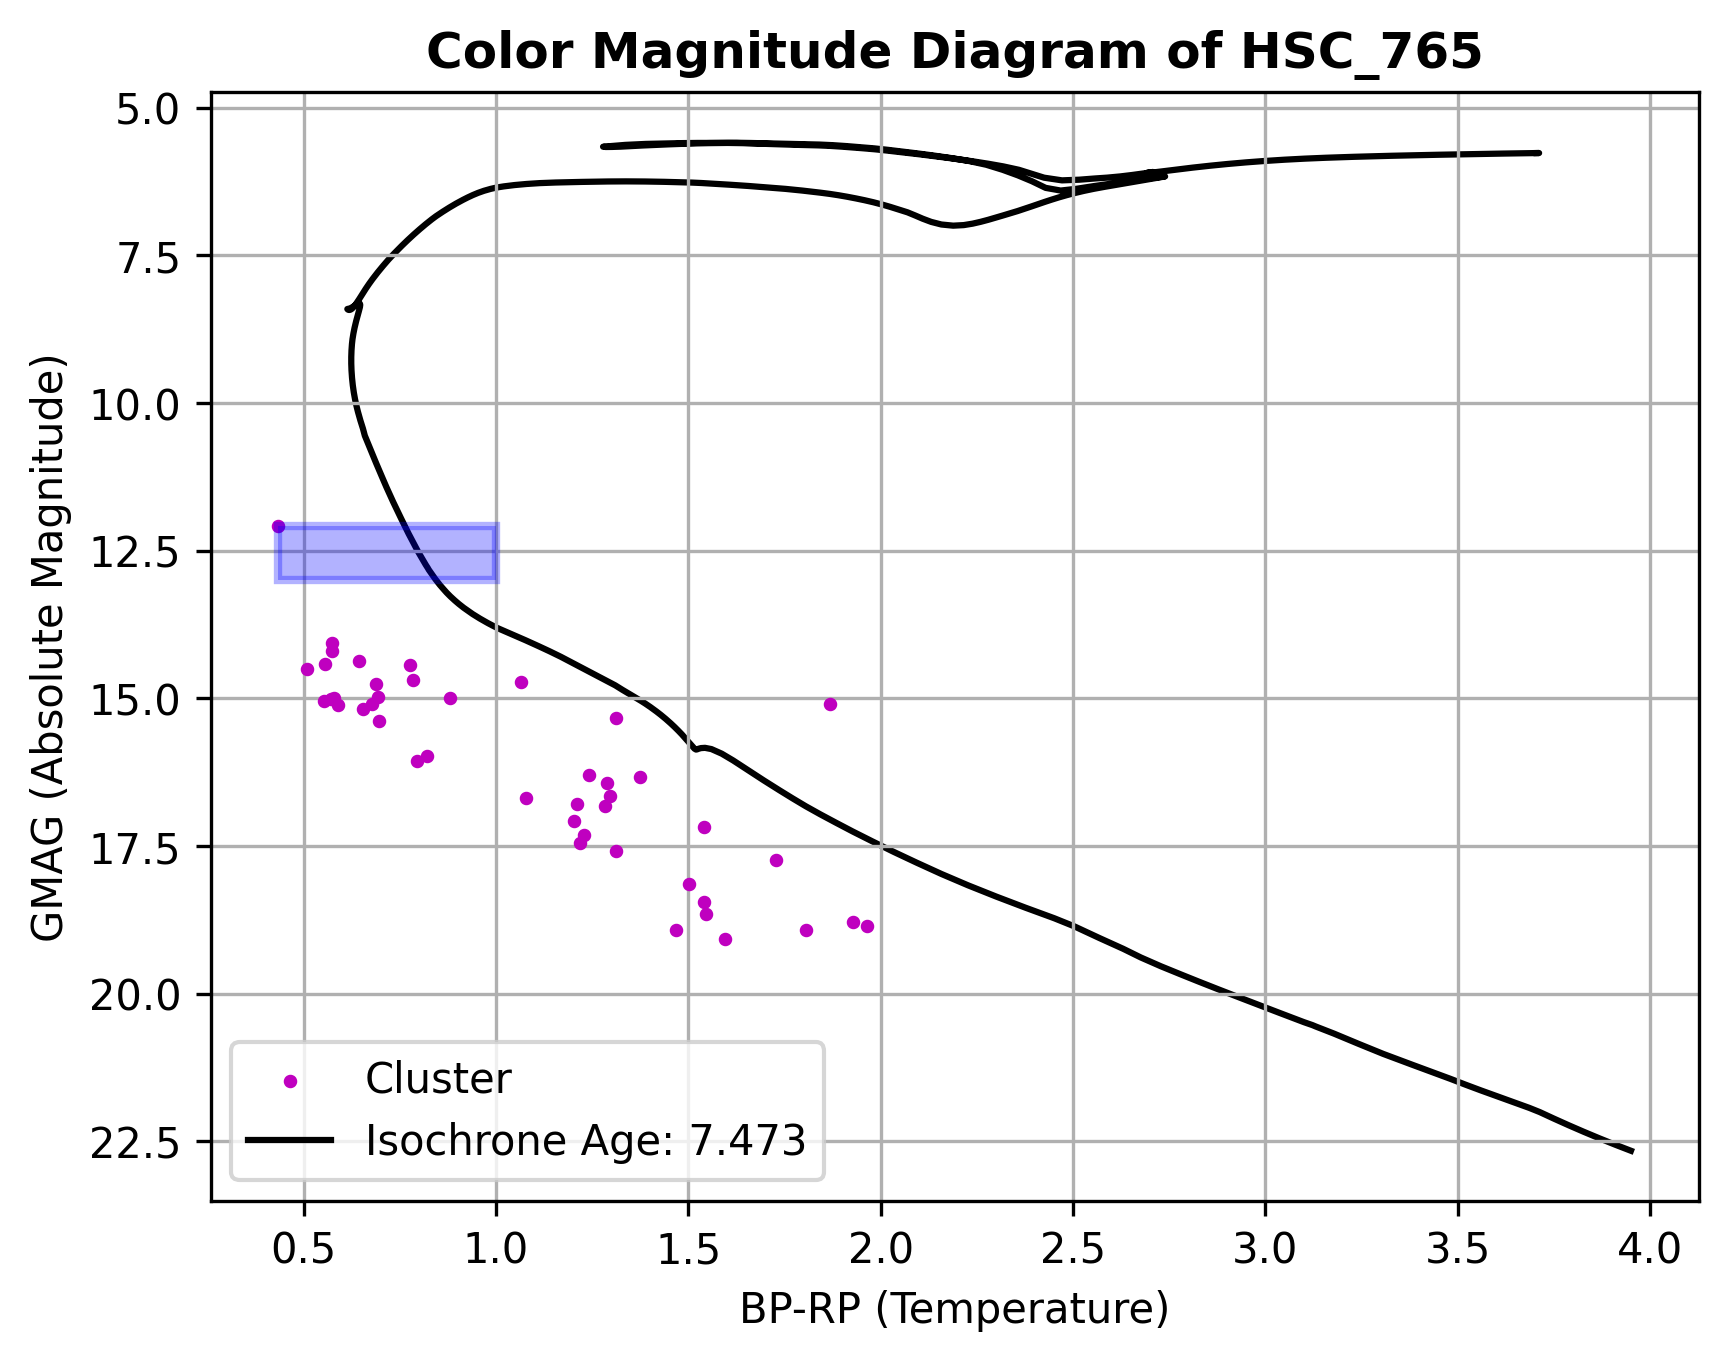 Color Magnitude Diagram of HSC_765
GMAG (Absolute Magnitude)
5.0
7.5
10.0
12.5
15.0
17.5
20.0
22.5
Cluster
Isochrone Age: 7.473
0.5 1.0 1.5 2.0 2.5 3.0 3.5 4.0
BP-RP (Temperature)